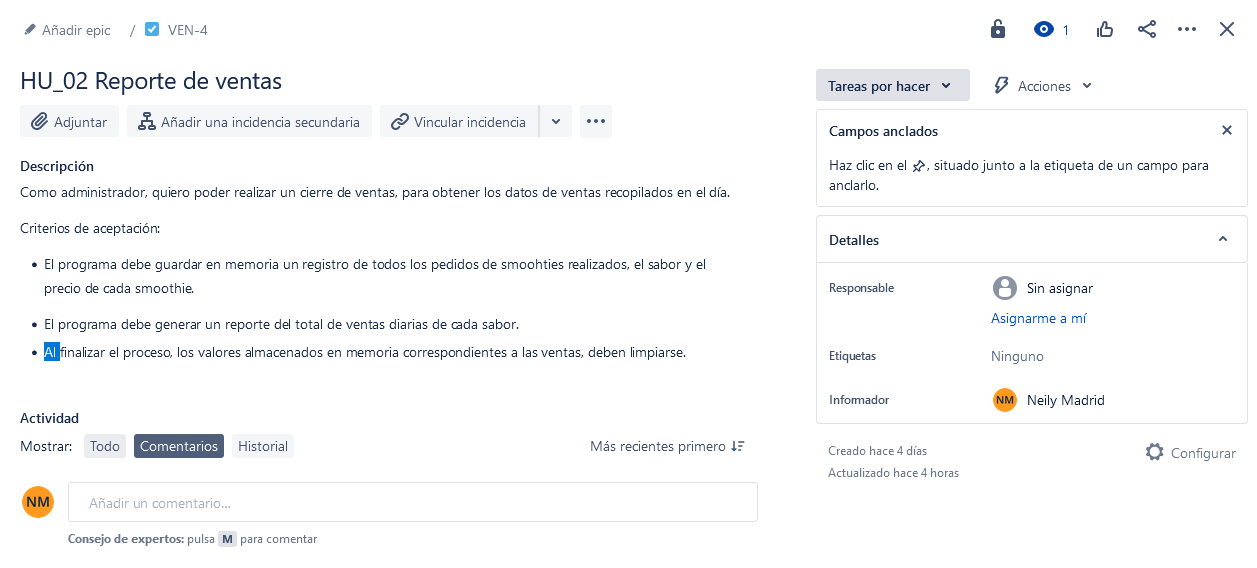 Añadir epic / VEN-4
1
HU_02 Reporte de ventas
Tareas por hacer
Acciones
Adjuntar
Añadir una incidencia secundaria
Vincular incidencia
Campos anclados
Haz clic en el , situado junto a la etiqueta de un campo para
anclarlo.
Descripción
Como administrador, quiero poder realizar un cierre de ventas, para obtener los datos de ventas recopilados en el día.
Criterios de aceptación:
El programa debe guardar en memoria un registro de todos los pedidos de smoohties realizados, el sabor y el
precio de cada smoothie.
El programa debe generar un reporte del total de ventas diarias de cada sabor.
Al finalizar el proceso, los valores almacenados en memoria correspondientes a las ventas, deben limpiarse.
Detalles
Responsable
Sin asignar
Asignarme a mí
Etiquetas
Ninguno
Informador
NM Neily Madrid
Creado hace 4 días
Actualizado hace 4 horas
Configurar
Actividad
Mostrar: Todo Comentarios Historial
Más recientes primero
NM
Añadir un comentario...
Consejo de expertos: pulsa M para comentar